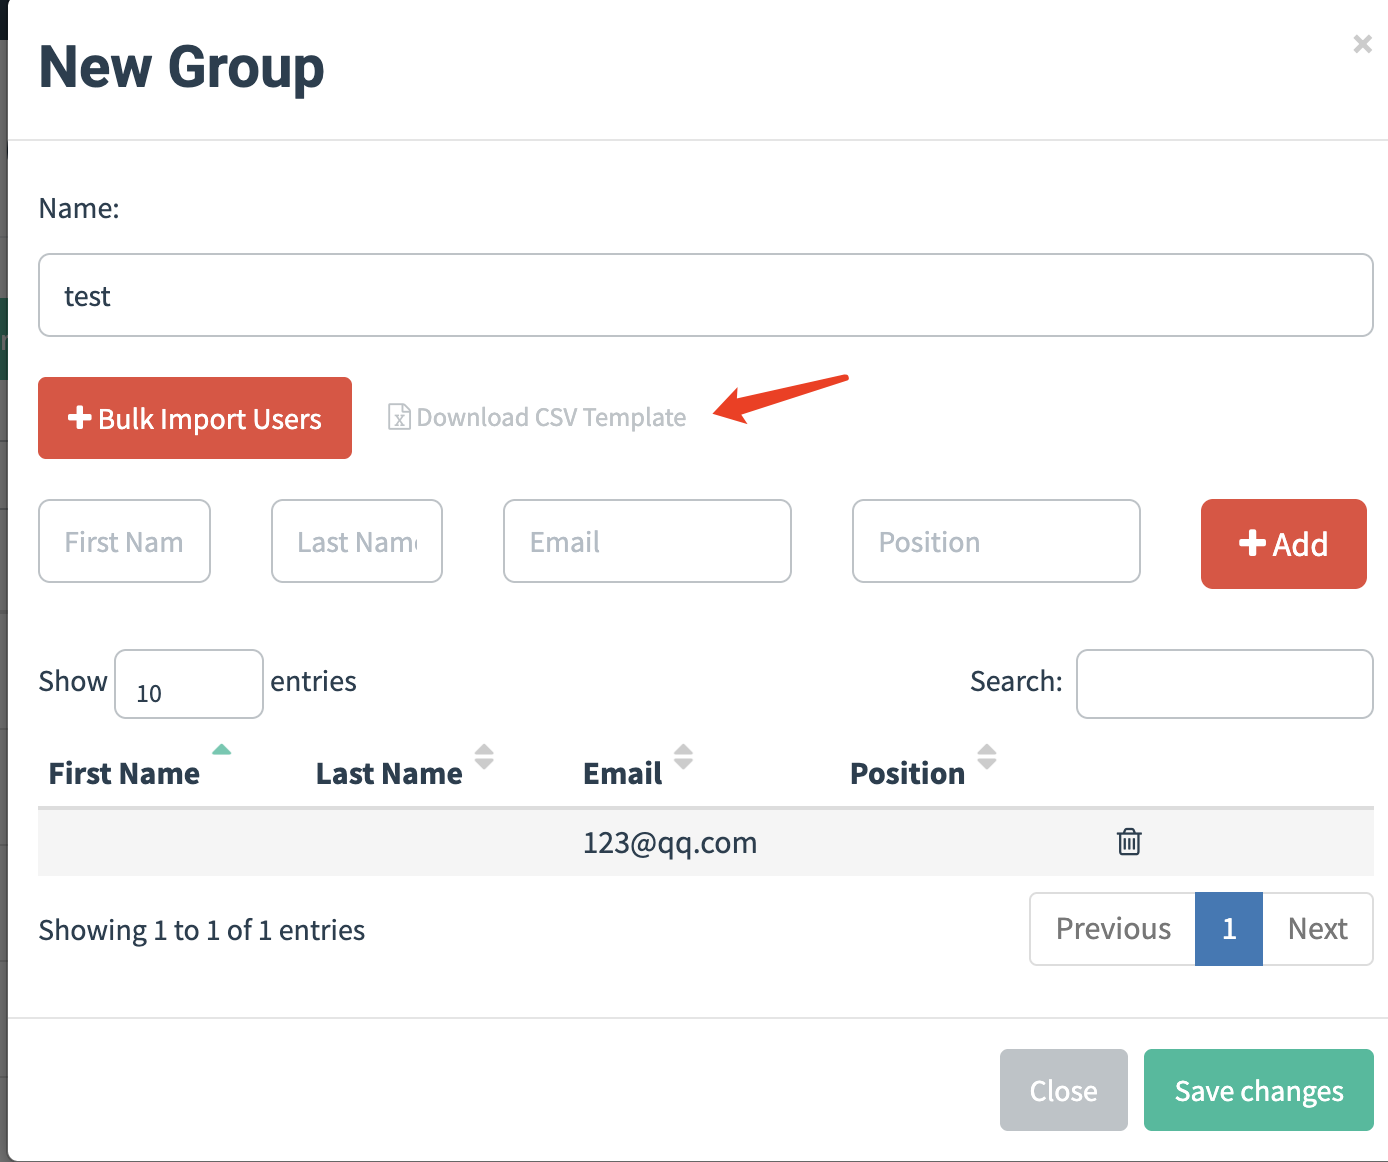 New Group
×
Name:
test
Bulk Import Users
Download CSV Template
First Nam
Last Nam
Email
Position
Add
Show 10 entries
Search:
First Name Last Name Email Position
123@qq.com
Showing 1 to 1 of 1 entries
Previous 1 Next
Close
Save changes